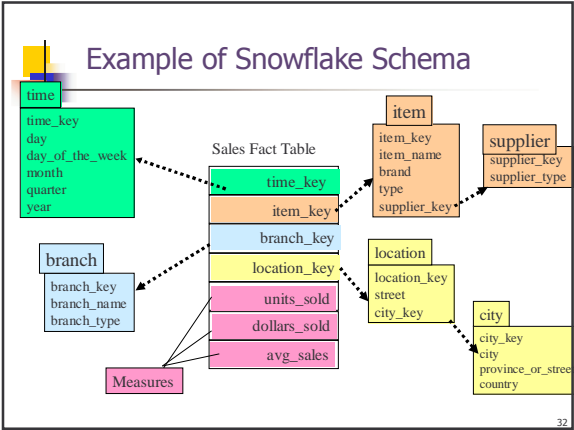 Example of Snowflake Schema
time
time_key
day
day_of_the_week
month
quarter
year
Sales Fact Table
time_key
item_key
branch_key
location_key
units_sold
dollars_sold
avg_sales
Measures
branch
branch_key
branch_name
branch_type
item
item_key
item_name
brand
type
supplier_key
supplier
supplier_key
supplier_type
location
location_key
street
city_key
city
city_key
city
province_or_stree
country
32